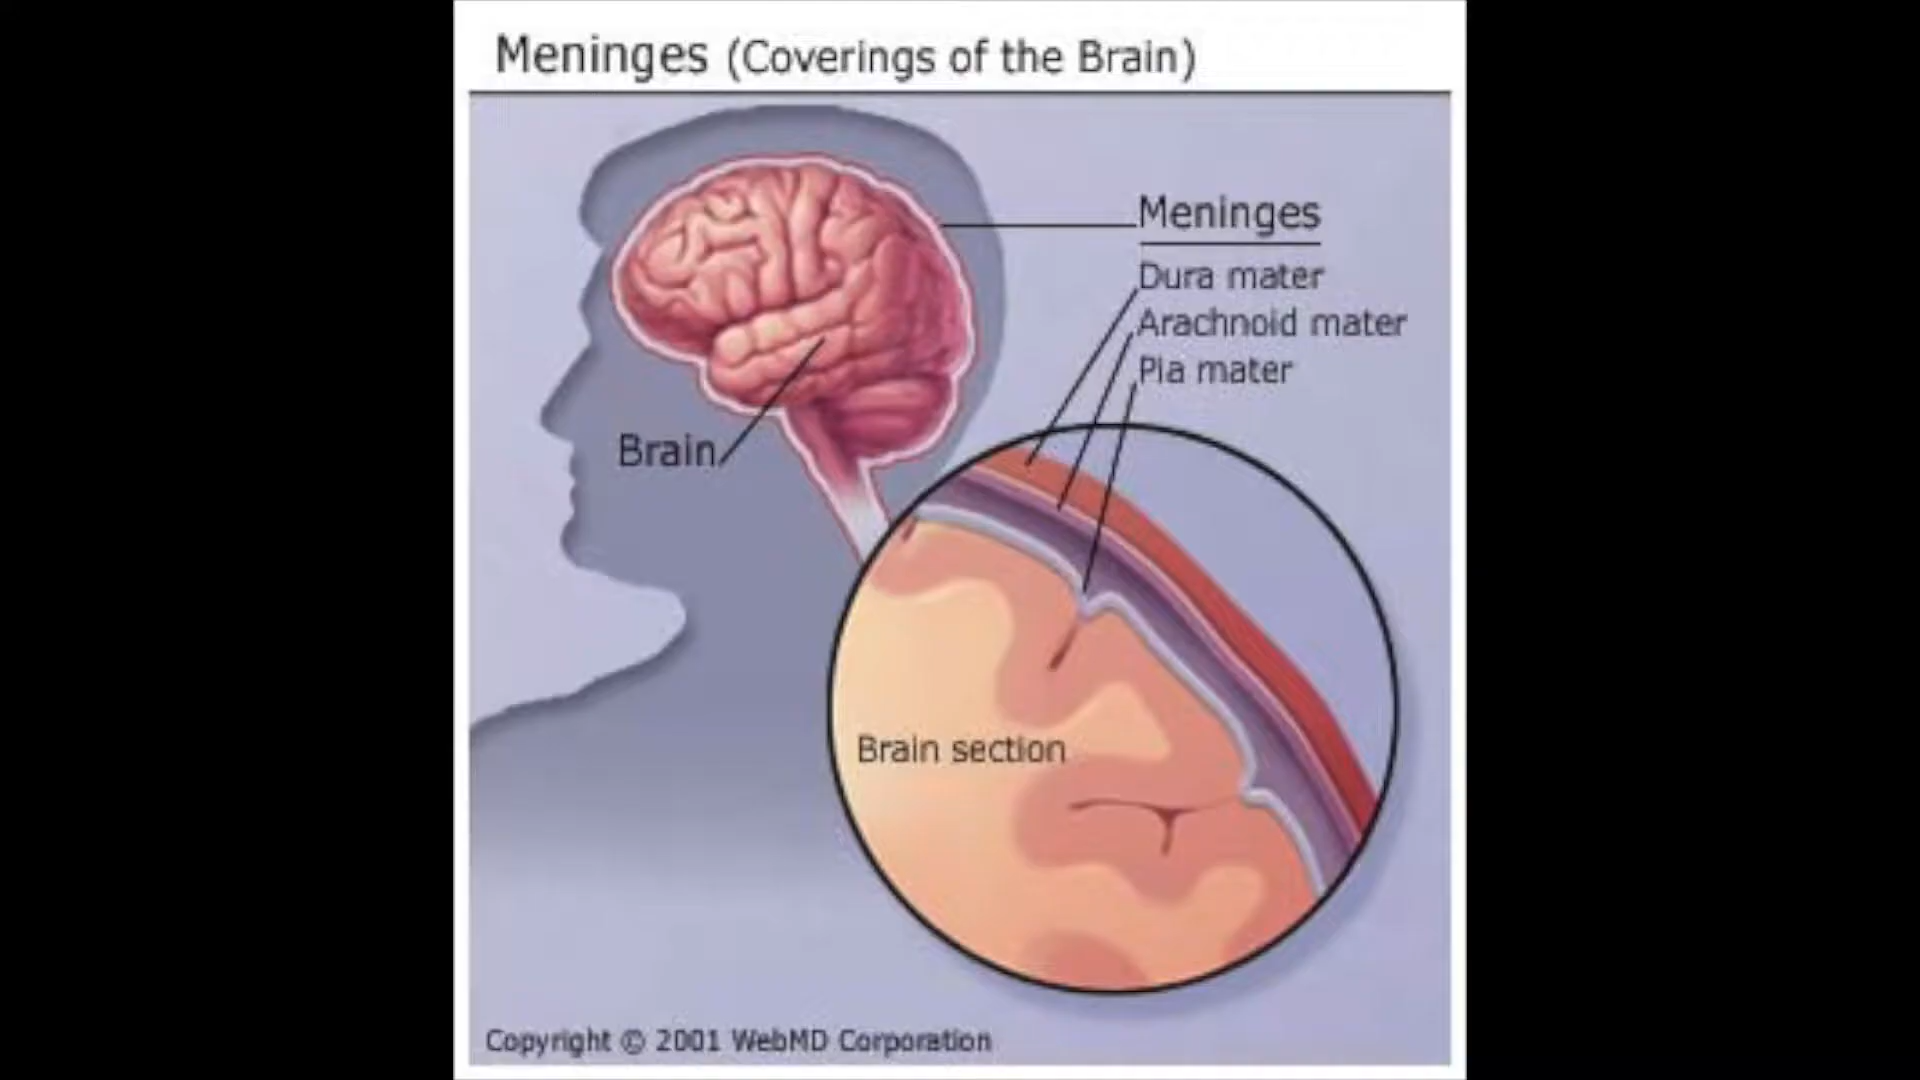 Meninges (Coverings of the Brain)
Meninges
Dura mater
Arachnoid mater
Pia mater
Brain
Brain section
Copyright © 2001 WebMD Corporation